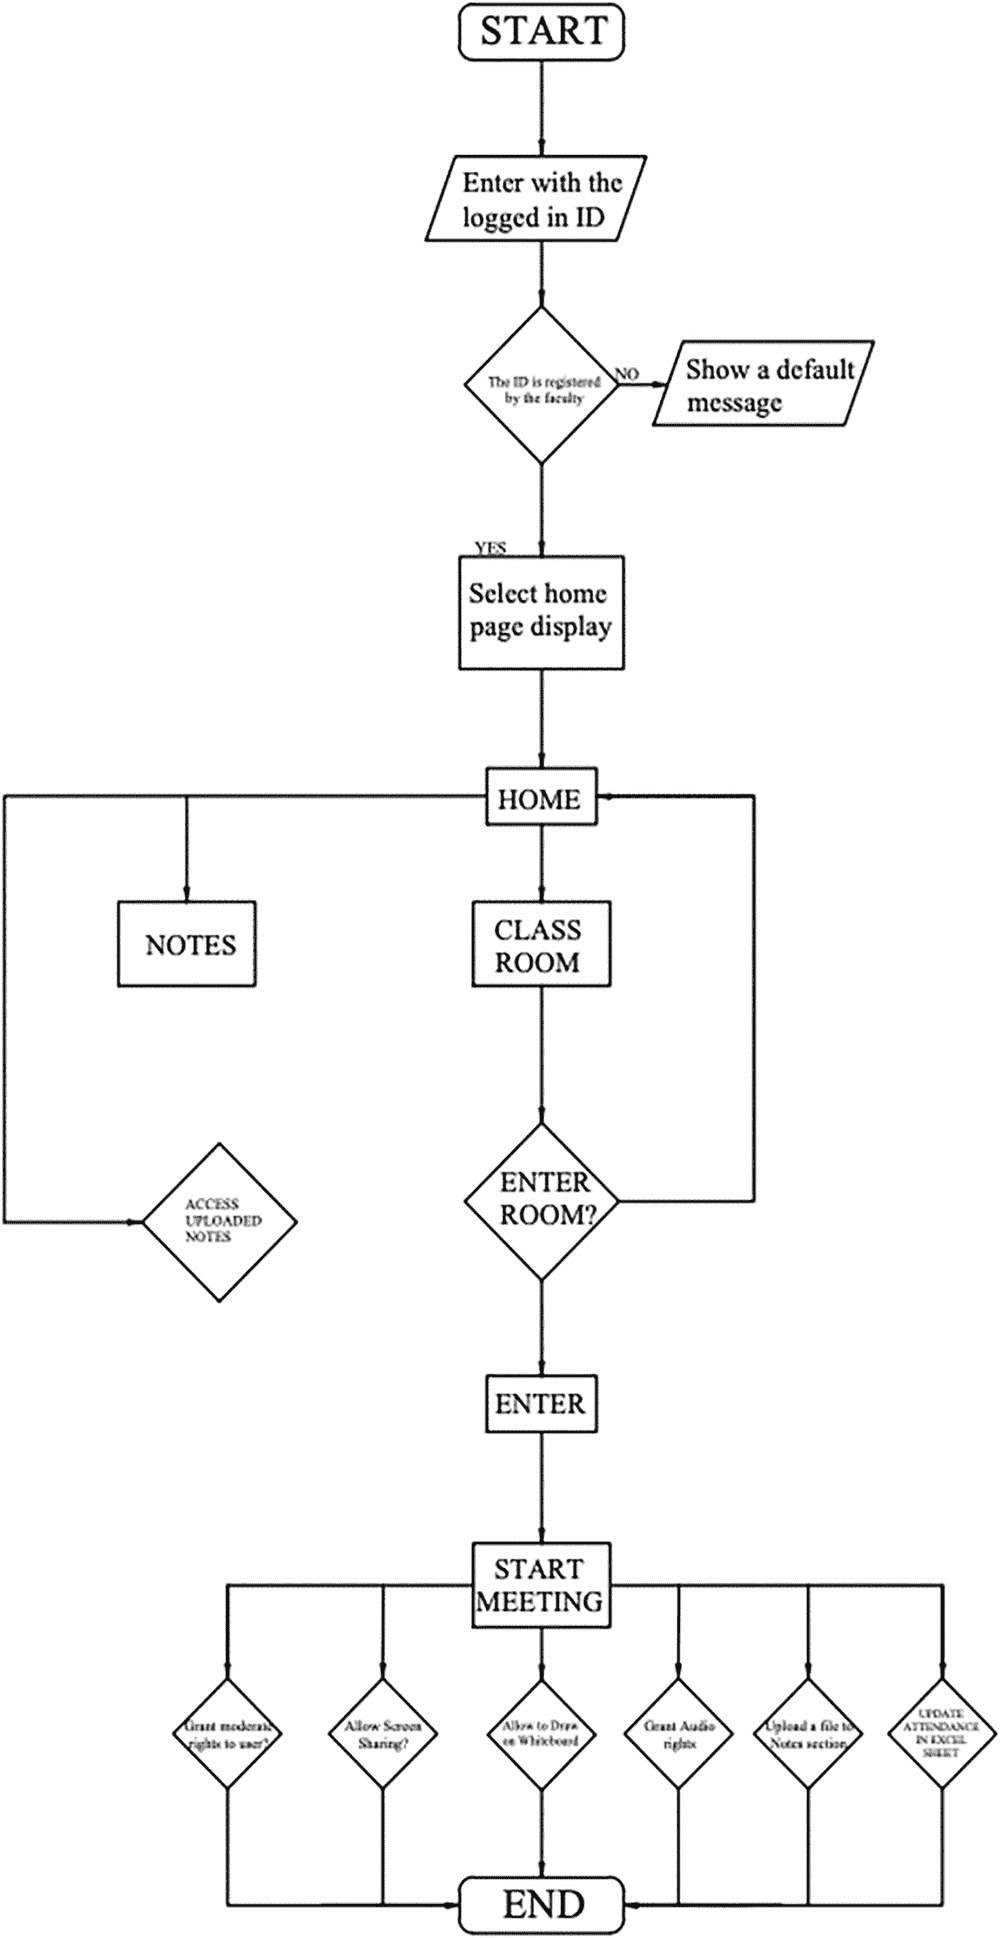 START
Enter with the
logged in ID
The ID is registered
by the faculty
NO
Show a default
message
YES
Select home
page display
HOME
NOTES
CLASS
ROOM
ACCESS
UPLOADED
NOTES
ENTER
ROOM?
ENTER
START
MEETING
Grant moderate
rights to user?
Allow Screen
Sharing?
Allow to Draw
on Whiteboard
Grant Audio
rights
Upload a file to
Notes section
UPDATE
ATTENDANCE
IN EXCEL
SHEET
END